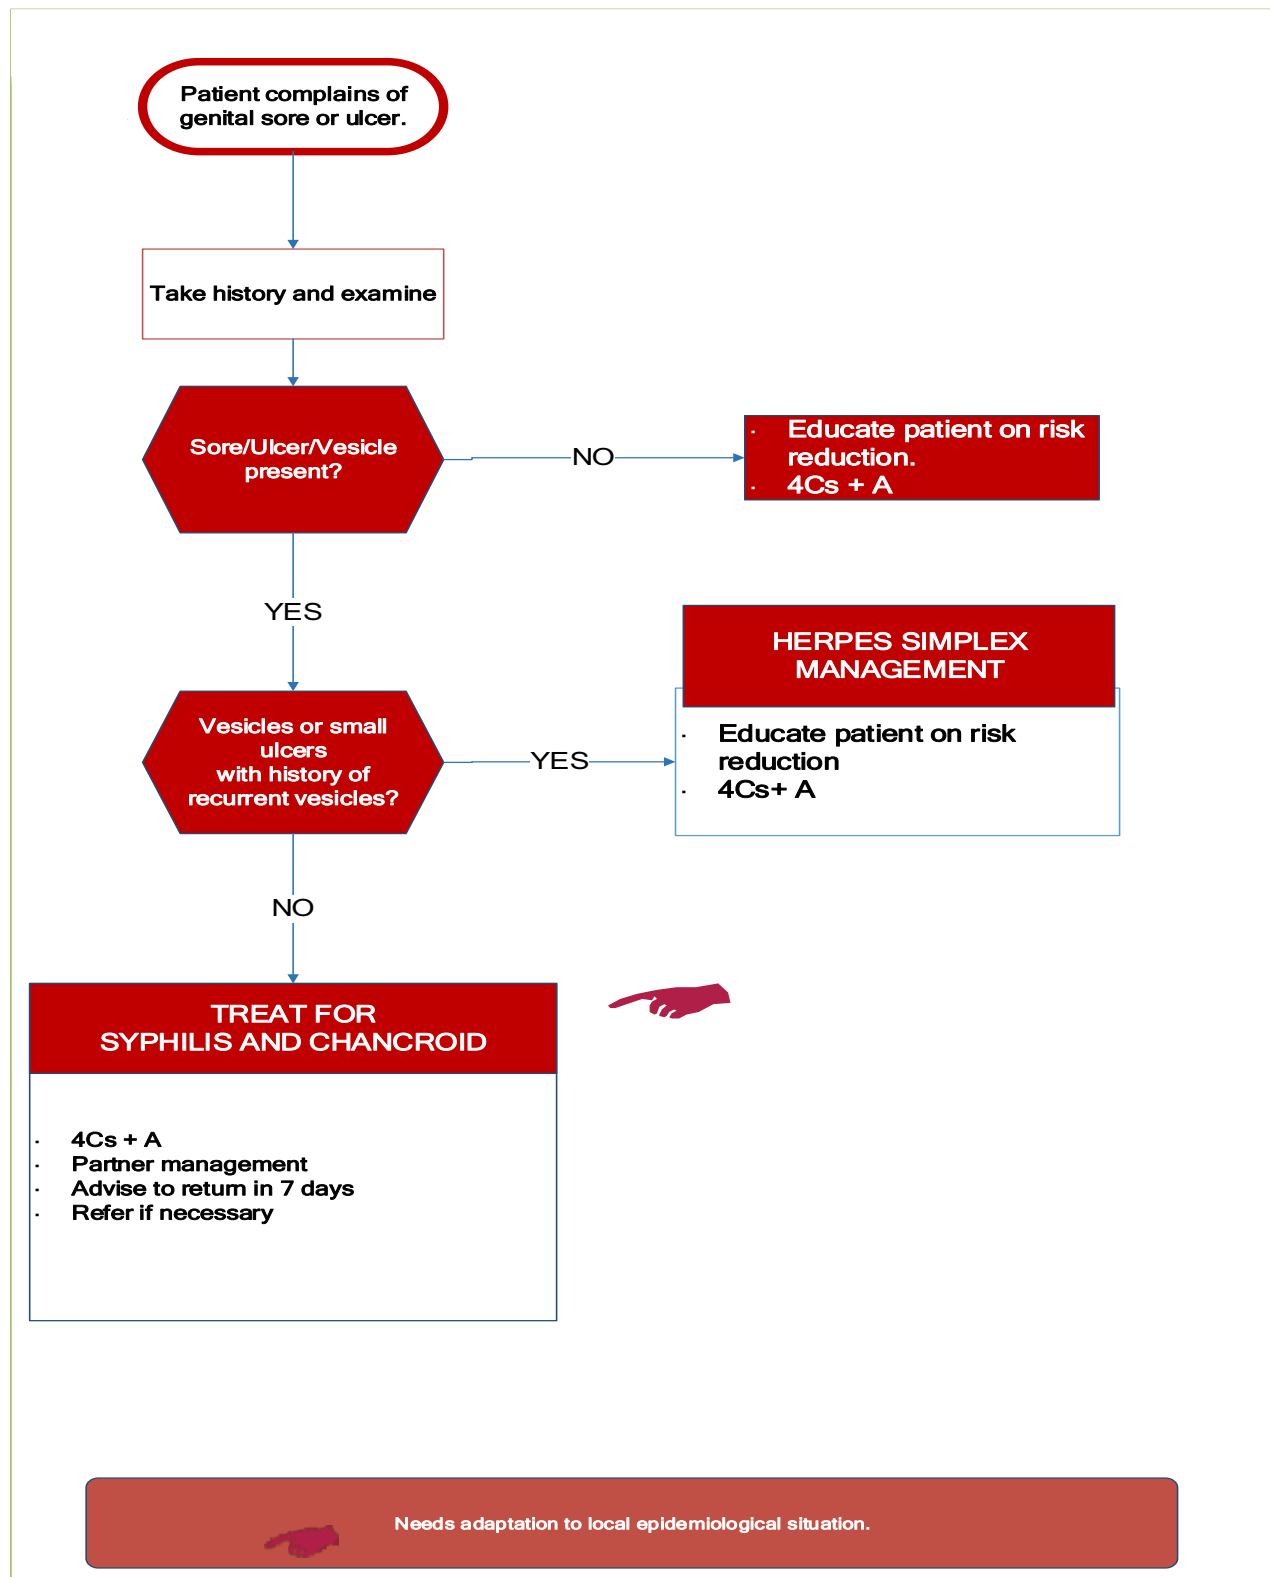 Patient complains of
genital sore or ulcer.
Take history and examine
Sore/Ulcer/Vesicle
present?
NO
· Educate patient on risk
reduction.
· 4Cs + A
YES
HERPES SIMPLEX
MANAGEMENT
Vesicles or small
ulcers
with history of
recurrent vesicles?
YES
· Educate patient on risk
reduction
· 4Cs+ A
NO
TREAT FOR
SYPHILIS AND CHANCROID
· 4Cs + A
· Partner management
· Advise to return in 7 days
· Refer if necessary
Needs adaptation to local epidemiological situation.